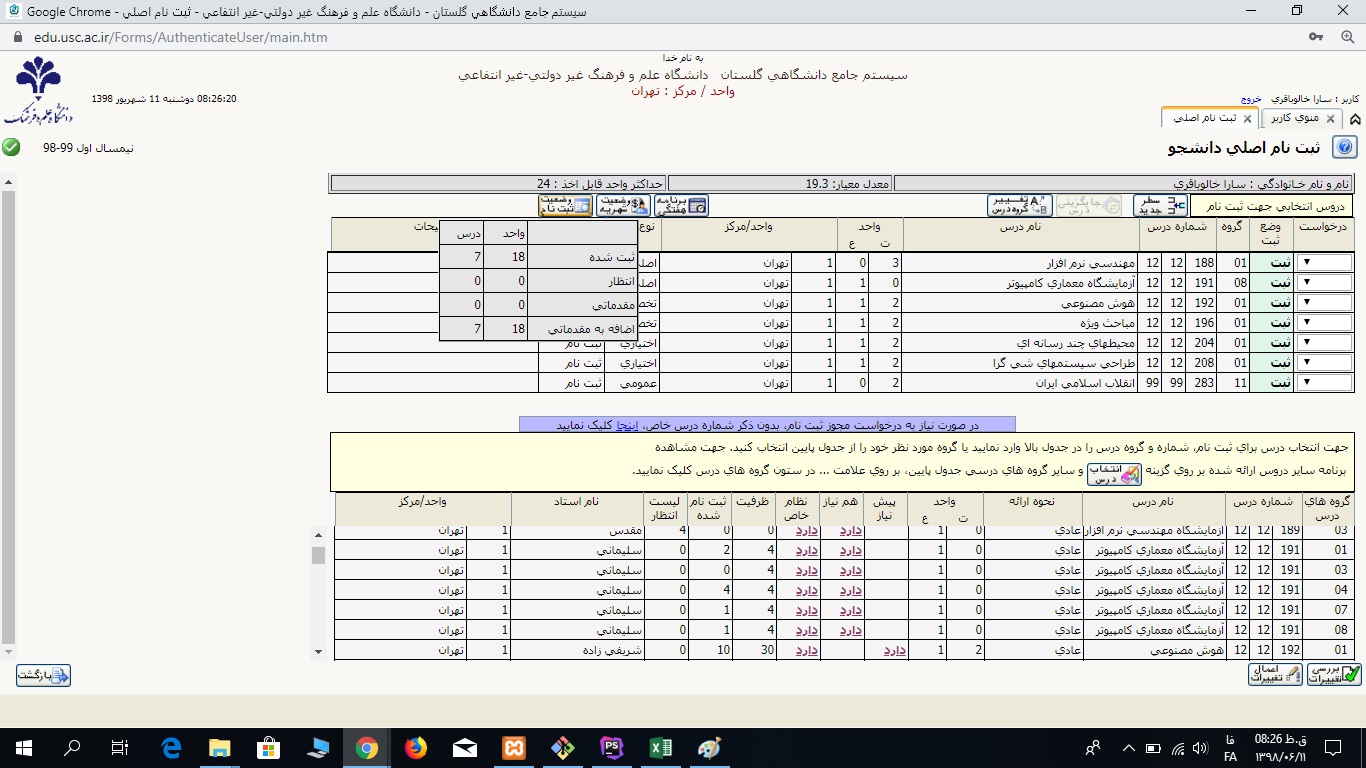 سيستم جامع دانشگاهي گلستان - دانشگاه علم و فرهنگ غير دولتي-غير انتفاعي - ثبت نام اصلي - Google Chrome
edu.usc.ac.ir/Forms/AuthenticateUser/main.htm
به نام خدا
سيستم جامع دانشگاهي گلستان   دانشگاه علم و فرهنگ غير دولتي-غير انتفاعي
واحد / مرکز : تهران
کاربر : سارا خالوباقري   خروج
08:26:20 دوشنبه 11 شهريور 1398
دانشگاه علم و فرهنگ
منوي کاربر × ثبت نام اصلي ×
ثبت نام اصلي دانشجو
نيمسال اول 99-98
نام و نام خانوادگي : سارا خالوباقري معدل معيار: 19.3 حداکثر واحد قابل اخذ : 24
دروس انتخابي جهت ثبت نام سطر جديد جايگزيني درس تغيير گروه درس برنامه هفتگي وضعيت شهريه وضعيت ثبت نام
درخواست وضع ثبت گروه شماره درس نام درس واحد ت ع واحد/مرکز نوع يحات
ثبت 01 188 12 12 مهندسي نرم افزار 3 0 1 تهران اصل
ثبت 08 191 12 12 آزمايشگاه معماري کامپيوتر 0 1 1 تهران اصل
ثبت 01 192 12 12 هوش مصنوعي 2 1 1 تهران تخص
ثبت 01 196 12 12 مباحث ويژه 2 1 1 تهران تخص
ثبت 01 204 12 12 محيطهاي چند رسانه اي 2 1 1 تهران اختياري ثبت نام
ثبت 01 208 12 12 طراحي سيستمهاي شي گرا 2 1 1 تهران اختياري ثبت نام
ثبت 11 283 99 99 انقلاب اسلامي ايران 2 0 1 تهران عمومي ثبت نام
واحد درس
ثبت شده 18 7
انتظار 0 0
مقدماتي 0 0
اضافه به مقدماتي 18 7
در صورت نياز به درخواست مجوز ثبت نام، بدون ذکر شماره درس خاص، اينجا کليک نماييد
جهت انتخاب درس براي ثبت نام، شماره و گروه درس را در جدول بالا وارد نماييد يا گروه مورد نظر خود را از جدول پايين انتخاب کنيد. جهت مشاهده
برنامه ساير دروس ارائه شده بر روي گزينه انتخاب درس و ساير گروه هاي درسي جدول پايين، بر روي علامت ... در ستون گروه هاي درس کليک نماييد.
گروه هاي درس شماره درس نام درس نحوه ارائه واحد ت ع پيش نياز هم نياز نظام خاص ظرفيت ثبت نام شده ليست انتظار نام استاد واحد/مرکز
03 189 12 12 آزمايشگاه مهندسي نرم افزار عادي 0 1 دارد دارد 0 0 4 مقدس 1 تهران
01 191 12 12 آزمايشگاه معماري کامپيوتر عادي 0 1 دارد دارد 4 2 0 سليماني 1 تهران
03 191 12 12 آزمايشگاه معماري کامپيوتر عادي 0 1 دارد دارد 4 0 0 سليماني 1 تهران
04 191 12 12 آزمايشگاه معماري کامپيوتر عادي 0 1 دارد دارد 4 4 0 سليماني 1 تهران
07 191 12 12 آزمايشگاه معماري کامپيوتر عادي 0 1 دارد دارد 4 1 0 سليماني 1 تهران
08 191 12 12 آزمايشگاه معماري کامپيوتر عادي 0 1 دارد دارد 4 1 0 سليماني 1 تهران
01 192 12 12 هوش مصنوعي عادي 2 1 دارد دارد 30 10 0 شريفي زاده 1 تهران
بررسي تغييرات اعمال تغييرات بازگشت
فا
FA
08:26 ق.ظ
۱۳۹۸/۰۶/۱۱